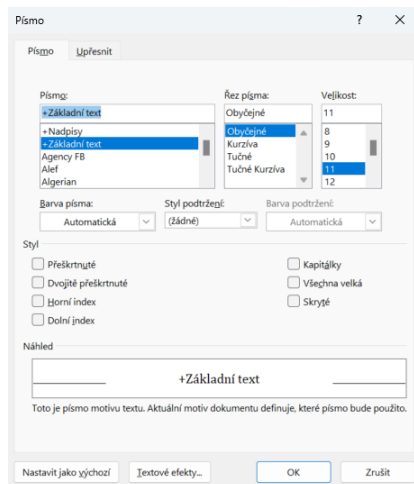 Písmo ? ×
Písmo Upřesnit
Písmo: Řez písma: Velikost:
+Základní text Obyčejné 11
+Nadpisy Obyčejné 8
+Základní text Kurzíva 9
Agency FB Tučné 10
Alef Tučné Kurzíva 11
Algerian 12
Barva písma: Styl podtržení: Barva podtržení:
Automatická (žádné) Automatická
Styl
Přeškrtnuté Kapitálky
Dvojitě přeškrtnuté Všechna velká
Horní index Skryté
Dolní index
Náhled
+Základní text
Toto je písmo motivu textu. Aktuální motiv dokumentu definuje, které písmo bude použito.
Nastavit jako výchozí Textové efekty... OK Zrušit